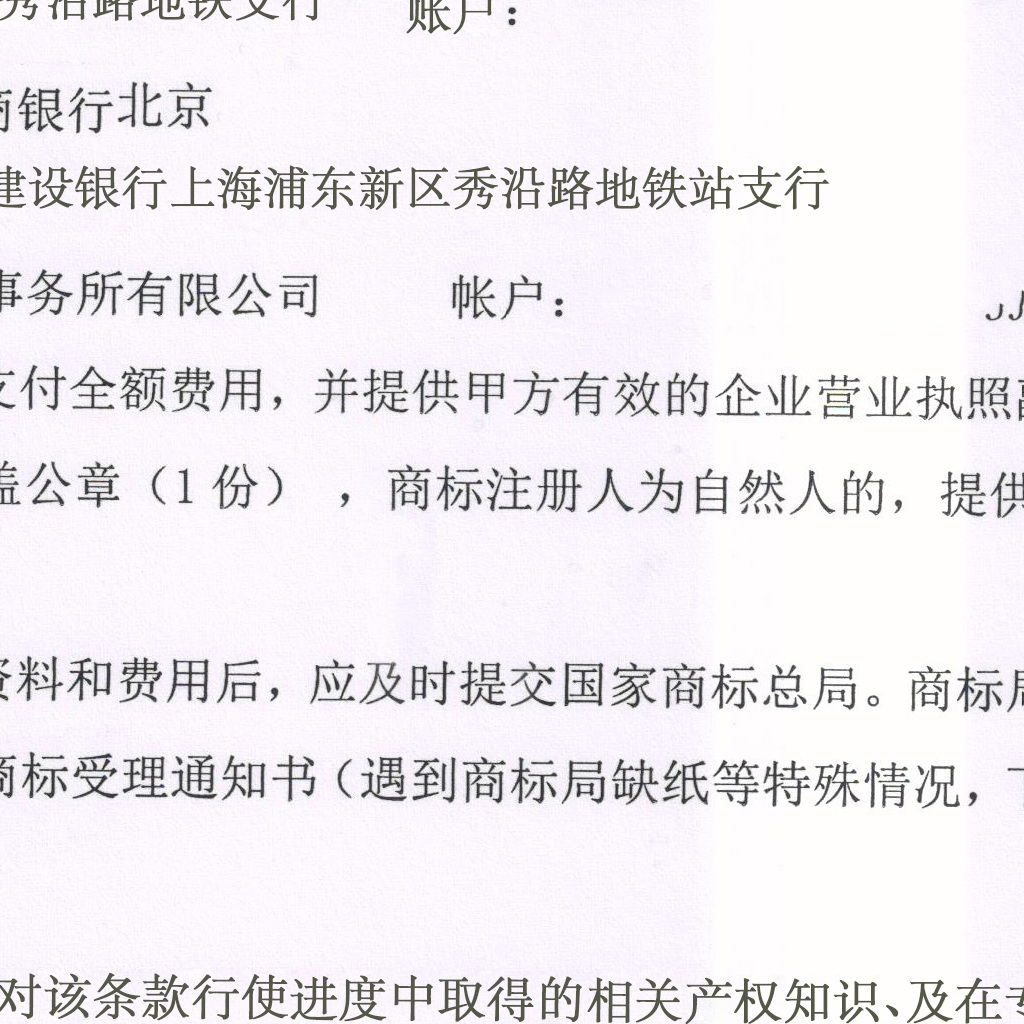 秀沿路地铁支行 账户：
商银行北京
建设银行上海浦东新区秀沿路地铁站支行
事务所有限公司 帐户：
支付全额费用，并提供甲方有效的企业营业执照副
盖公章（1 份），商标注册人为自然人的，提供
资料和费用后，应及时提交国家商标总局。商标局
商标受理通知书（遇到商标局缺纸等特殊情况，
对该条款行使进度中取得的相关产权知识、及在专